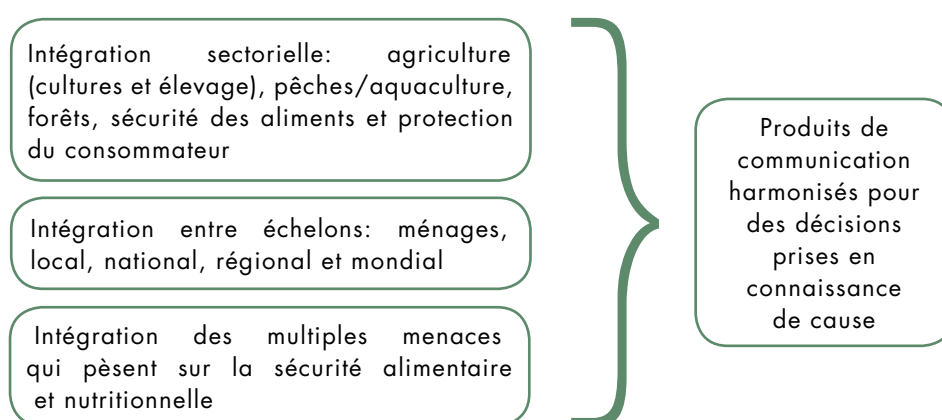 Intégration sectorielle: agriculture
(cultures et élevage), pêches/aquaculture,
forêts, sécurité des aliments et protection
du consommateur
Intégration entre échelons: ménages,
local, national, régional et mondial
Intégration des multiples menaces
qui pèsent sur la sécurité alimentaire
et nutritionnelle
Produits de
communication
harmonisés pour
des décisions
prises en
connaissance
de cause